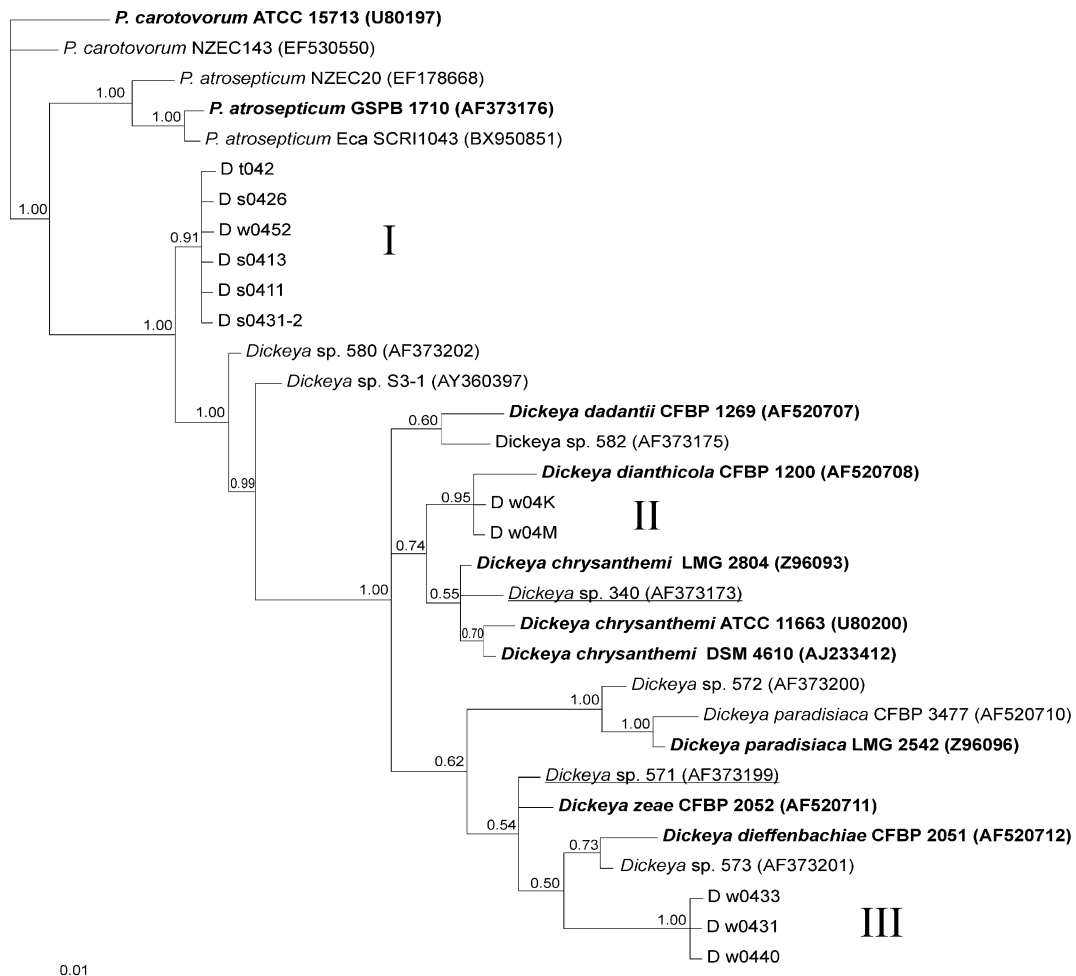 P. carotovorum ATCC 15713 (U80197)
P. carotovorum NZEC143 (EF530550)
P. atrosepticum NZEC20 (EF178668)
1.00
P. atrosepticum GSPB 1710 (AF373176)
1.00
P. atrosepticum Eca SCRI1043 (BX950851)
D t042
D s0426
1.00
D w0452
I
0.91
D s0413
D s0411
D s0431-2
1.00
Dickeya sp. 580 (AF373202)
Dickeya sp. S3-1 (AY360397)
1.00
Dickeya dadantii CFBP 1269 (AF520707)
0.60
Dickeya sp. 582 (AF373175)
Dickeya dianthicola CFBP 1200 (AF520708)
0.99
0.95
D w04K
II
D w04M
0.74
Dickeya chrysanthemi LMG 2804 (Z96093)
1.00
0.55
Dickeya sp. 340 (AF373173)
Dickeya chrysanthemi ATCC 11663 (U80200)
0.70
Dickeya chrysanthemi DSM 4610 (AJ233412)
Dickeya sp. 572 (AF373200)
1.00
Dickeya paradisiaca CFBP 3477 (AF520710)
1.00
Dickeya paradisiaca LMG 2542 (Z96096)
0.62
Dickeya sp. 571 (AF373199)
Dickeya zeae CFBP 2052 (AF520711)
0.54
Dickeya dieffenbachiae CFBP 2051 (AF520712)
0.73
Dickeya sp. 573 (AF373201)
0.50
D w0433
1.00
D w0431
III
D w0440
0.01